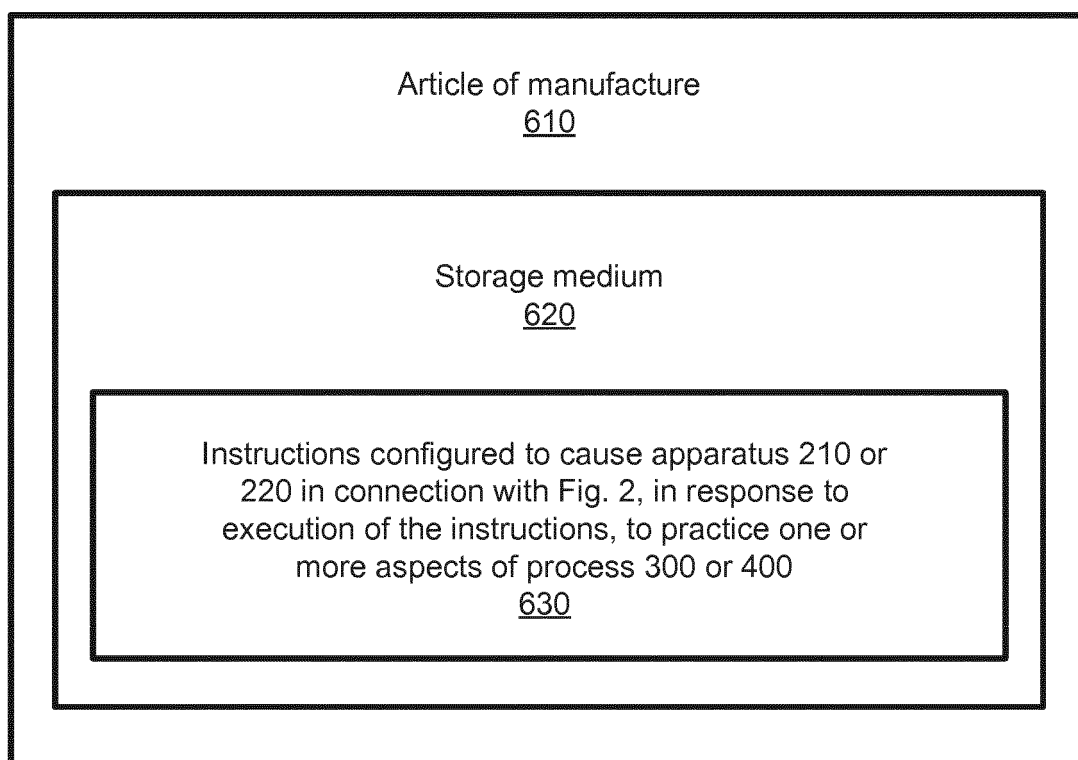 Article of manufacture
610
Storage medium
620
Instructions configured to cause apparatus 210 or
220 in connection with Fig. 2, in response to
execution of the instructions, to practice one or
more aspects of process 300 or 400
630